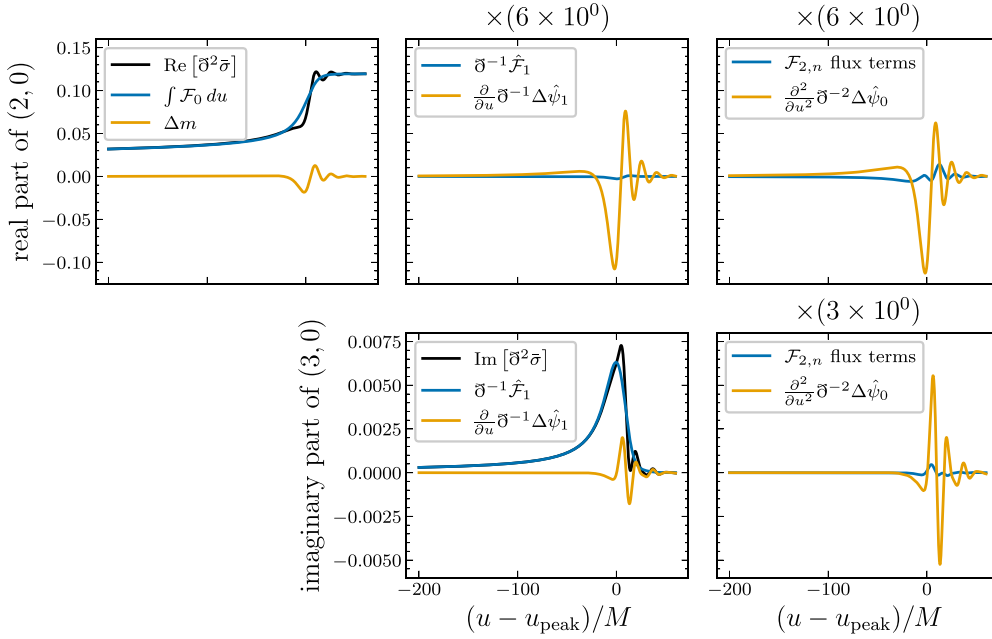 ×(6 × 10⁰)
×(6 × 10⁰)
real part of (2, 0)
0.15
0.10
0.05
0.00
−0.05
−0.10
Re [ð²σ̄]
∫ ℱ₀ du
Δm
ð⁻¹ℱ̂₁
∂/∂u ð⁻¹Δψ̂₁
ℱ₂,ₙ flux terms
∂²/∂u² ð⁻²Δψ̂₀
×(3 × 10⁰)
imaginary part of (3, 0)
0.0075
0.0050
0.0025
0.0000
−0.0025
−0.0050
Im [ð²σ̄]
ð⁻¹ℱ̂₁
∂/∂u ð⁻¹Δψ̂₁
ℱ₂,ₙ flux terms
∂²/∂u² ð⁻²Δψ̂₀
−200
−100
0
−200
−100
0
(u − u_peak)/M
(u − u_peak)/M